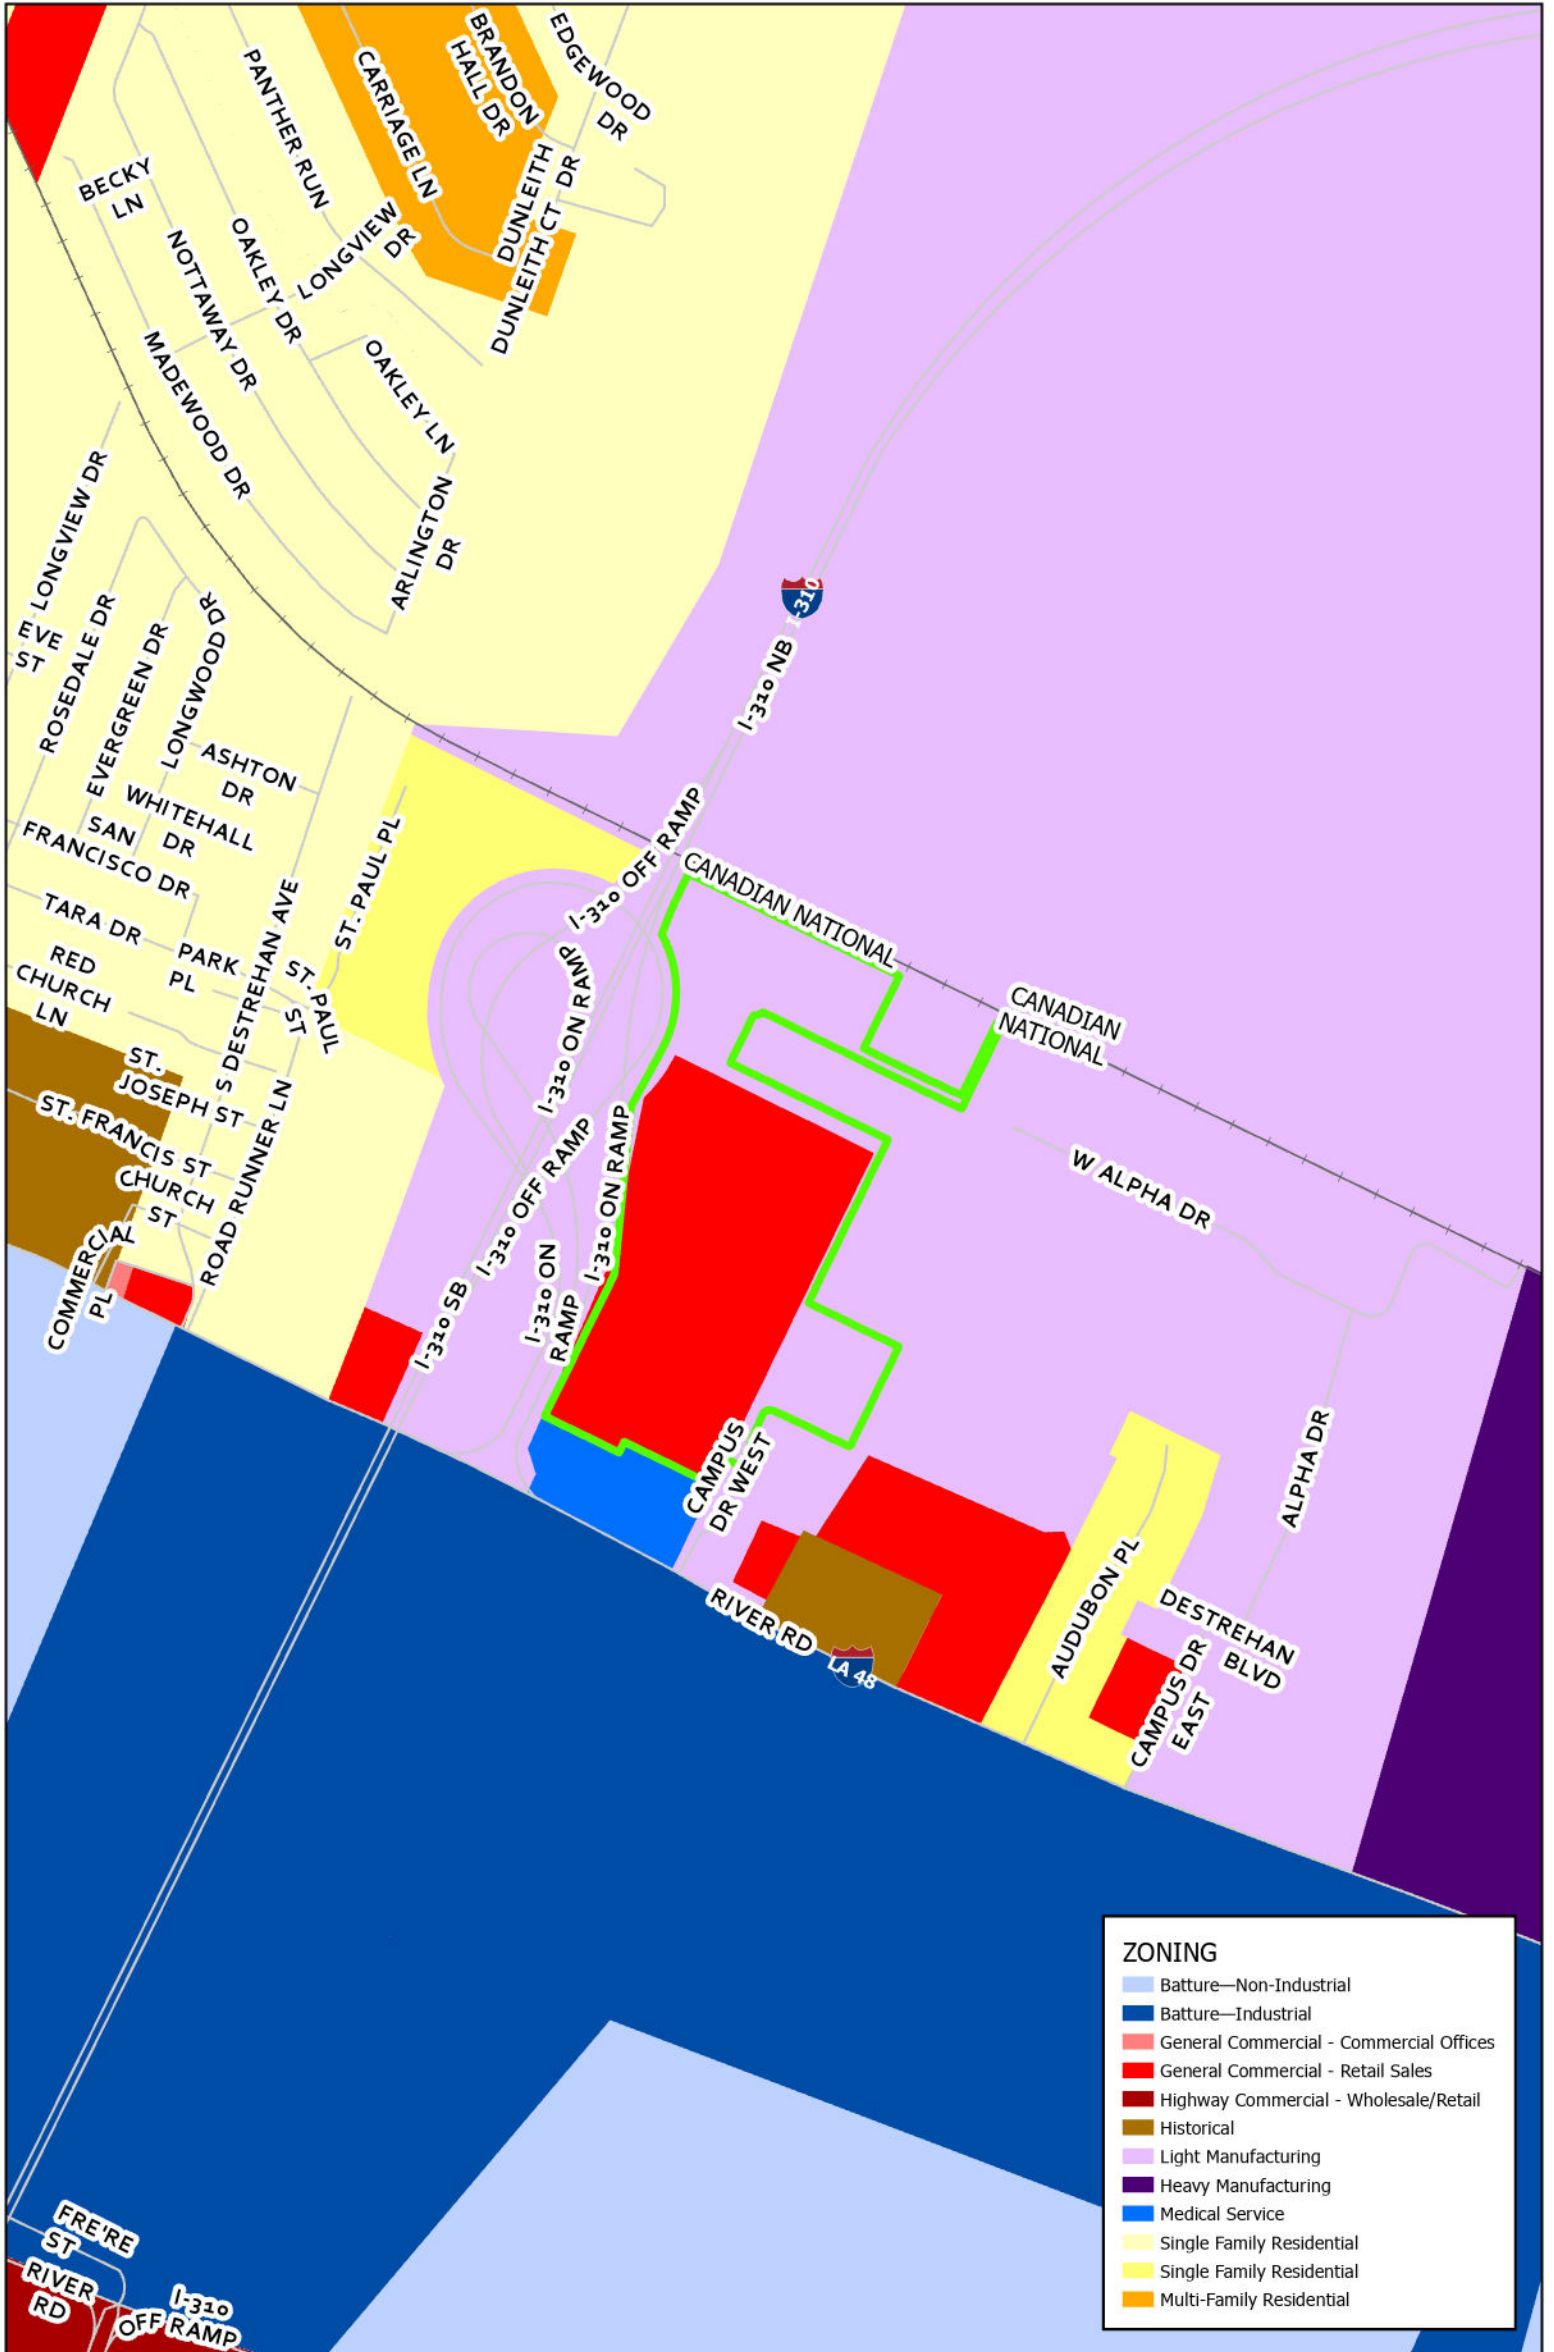 BRANDON
HALL DR
EDGEWOOD
DR
PANTHER RUN
CARRIAGE LN
BECKY
LN
DUNLEITH
DR
DUNLEITH CT
LONGVIEW
DR
NOTTAWAY DR
OAKLEY DR
MADEWOOD DR
OAKLEY LN
ARLINGTON
DR
LONGVIEW DR
EVE
ST
ROSEDALE DR
EVERGREEN DR
LONGWOOD DR
I-310
I-310 NB
ASHTON
DR
WHITEHALL
DR
SAN
FRANCISCO DR
TARA DR
ST. PAUL PL
I-310 OFF RAMP
CANADIAN NATIONAL
CANADIAN
NATIONAL
RED
CHURCH
LN
PARK
PL
ST. PAUL
ST
S DESTREHAN AVE
I-310 ON RAMP
ST.
JOSEPH ST
ST. FRANCIS ST
CHURCH
ST
ROAD RUNNER LN
COMMERCIAL
PL
I-310 OFF RAMP
I-310 ON RAMP
I-310 ON
RAMP
I-310 SB
W ALPHA DR
CAMPUS
DR WEST
ALPHA DR
AUDUBON PL
RIVER RD
LA 48
DESTREHAN
BLVD
CAMPUS DR
EAST
FRE'RE
ST
RIVER
RD
I-310
OFF RAMP
ZONING
Batture—Non-Industrial
Batture—Industrial
General Commercial - Commercial Offices
General Commercial - Retail Sales
Highway Commercial - Wholesale/Retail
Historical
Light Manufacturing
Heavy Manufacturing
Medical Service
Single Family Residential
Single Family Residential
Multi-Family Residential